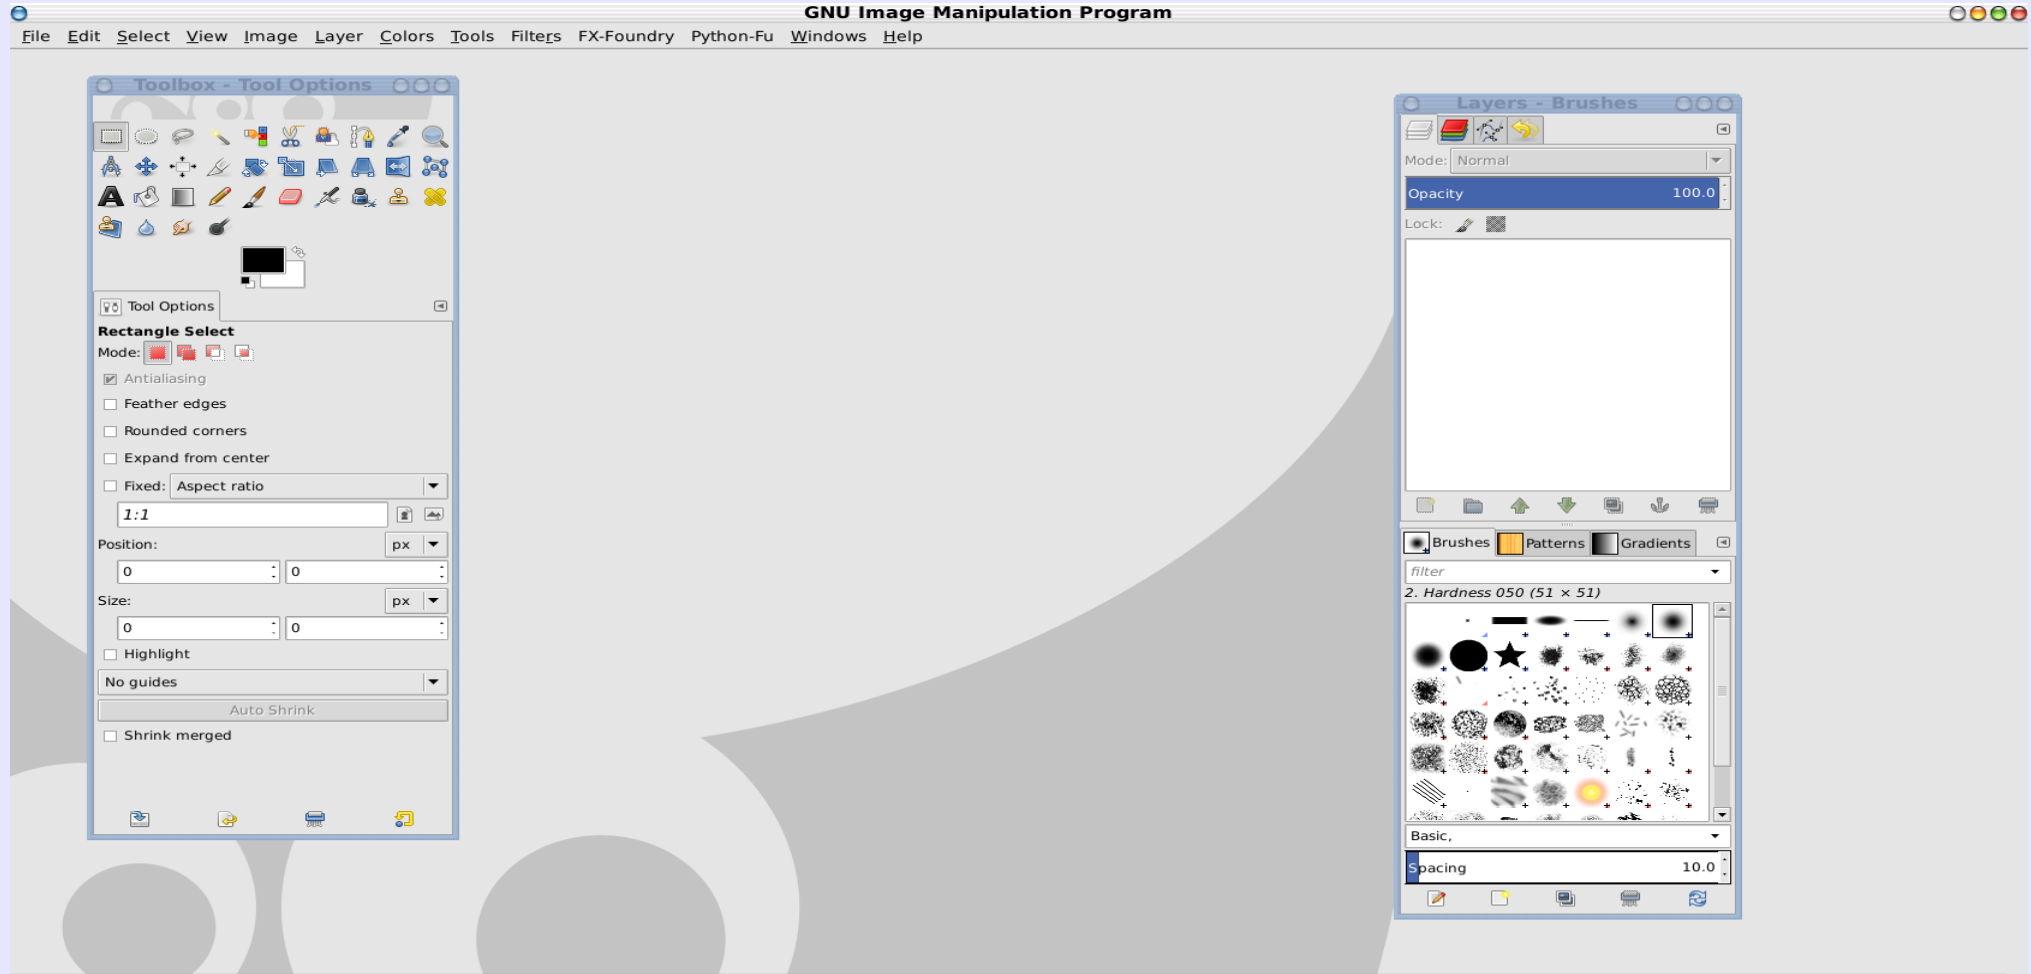 GNU Image Manipulation Program
File Edit Select View Image Layer Colors Tools Filters FX-Foundry Python-Fu Windows Help
Toolbox - Tool Options
Tool Options
Rectangle Select
Mode:
Antialiasing
Feather edges
Rounded corners
Expand from center
Fixed: Aspect ratio
1:1
Position: px
0 0
Size: px
0 0
Highlight
No guides
Auto Shrink
Shrink merged
Layers - Brushes
Mode: Normal
Opacity 100.0
Lock:
Brushes Patterns Gradients
filter
2. Hardness 050 (51 × 51)
Basic,
Spacing 10.0